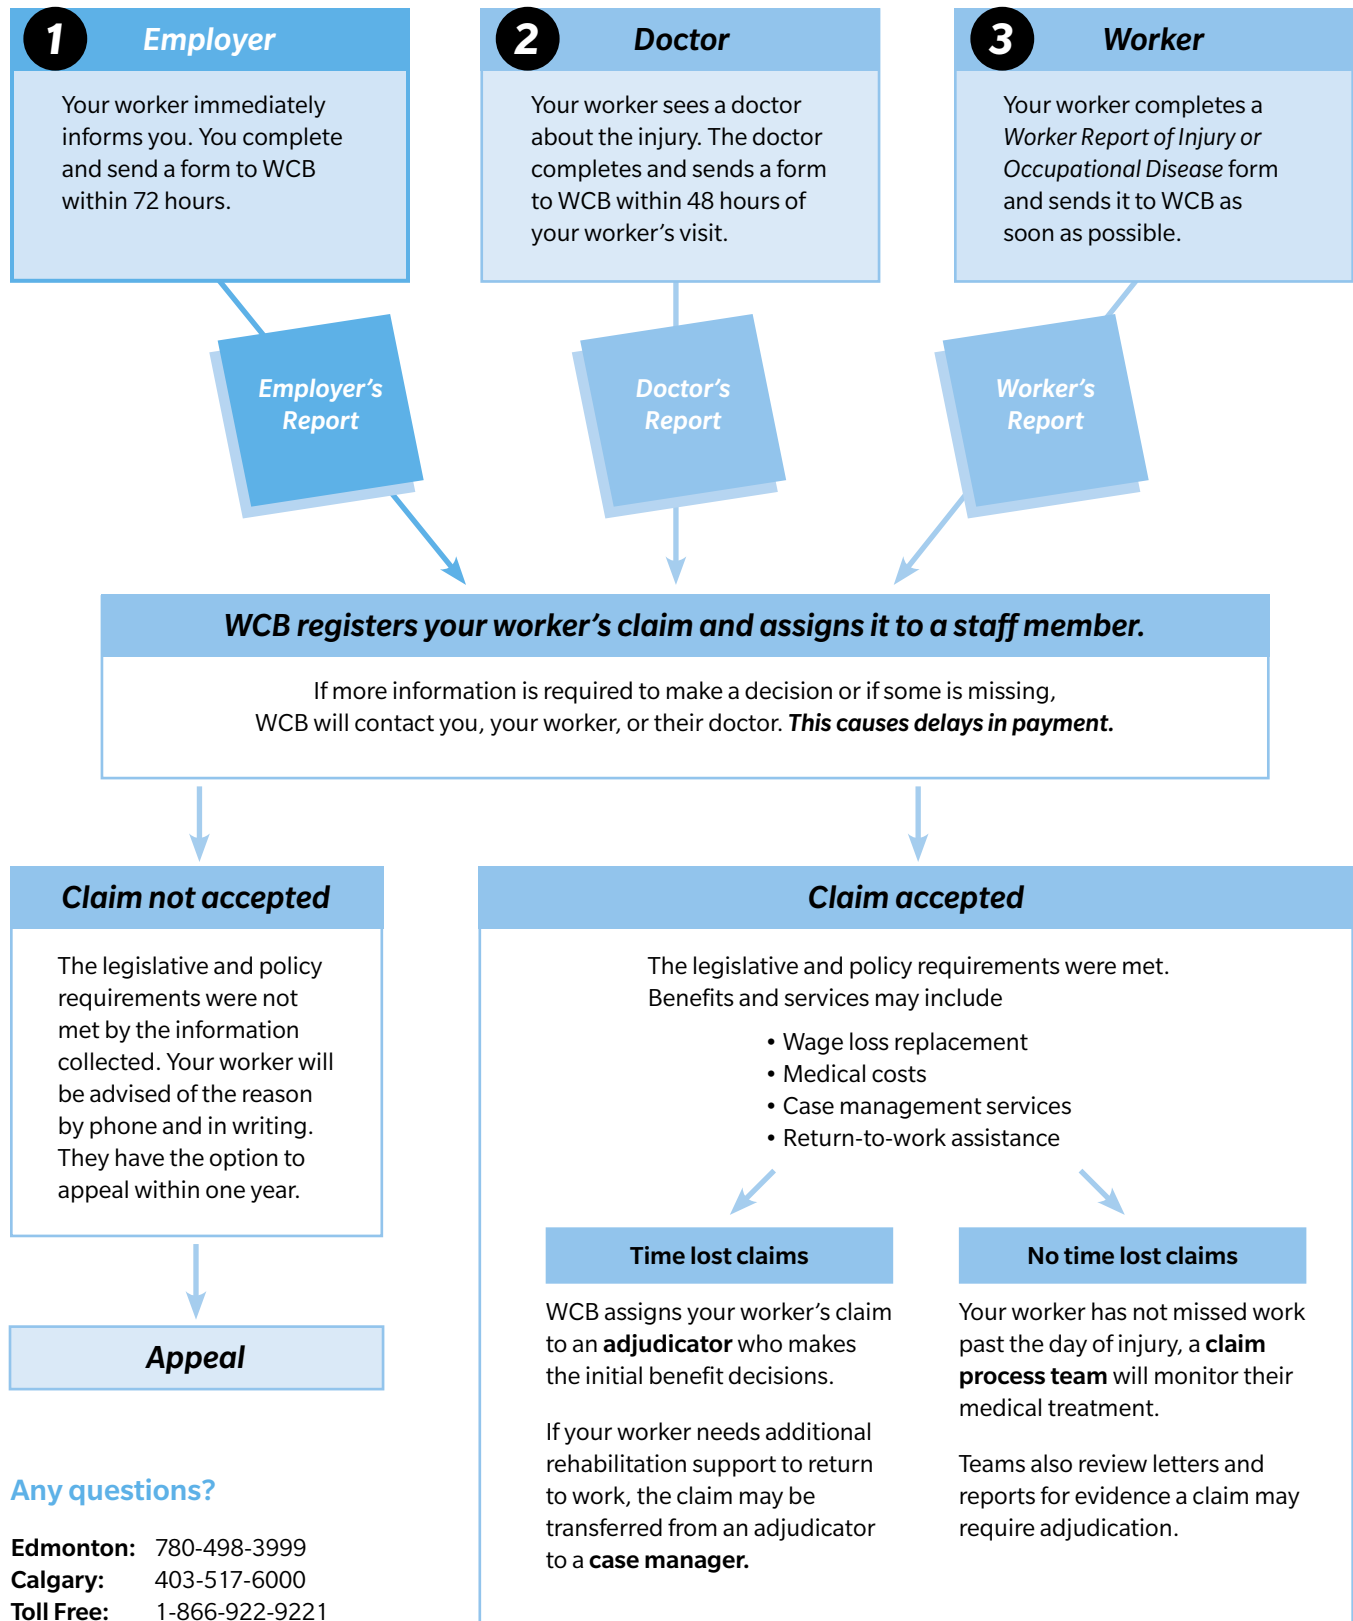 1 Employer
Your worker immediately
informs you. You complete
and send a form to WCB
within 72 hours.
2 Doctor
Your worker sees a doctor
about the injury. The doctor
completes and sends a form
to WCB within 48 hours of
your worker’s visit.
3 Worker
Your worker completes a
Worker Report of Injury or
Occupational Disease form
and sends it to WCB as
soon as possible.
Employer’s
Report
Doctor’s
Report
Worker’s
Report
WCB registers your worker’s claim and assigns it to a staff member.
If more information is required to make a decision or if some is missing,
WCB will contact you, your worker, or their doctor. This causes delays in payment.
Claim not accepted
The legislative and policy
requirements were not
met by the information
collected. Your worker will
be advised of the reason
by phone and in writing.
They have the option to
appeal within one year.
Appeal
Claim accepted
The legislative and policy requirements were met.
Benefits and services may include
• Wage loss replacement
• Medical costs
• Case management services
• Return-to-work assistance
Time lost claims
WCB assigns your worker’s claim
to an adjudicator who makes
the initial benefit decisions.
If your worker needs additional
rehabilitation support to return
to work, the claim may be
transferred from an adjudicator
to a case manager.
No time lost claims
Your worker has not missed work
past the day of injury, a claim
process team will monitor their
medical treatment.
Teams also review letters and
reports for evidence a claim may
require adjudication.
Any questions?
Edmonton: 780-498-3999
Calgary: 403-517-6000
Toll Free: 1-866-922-9221